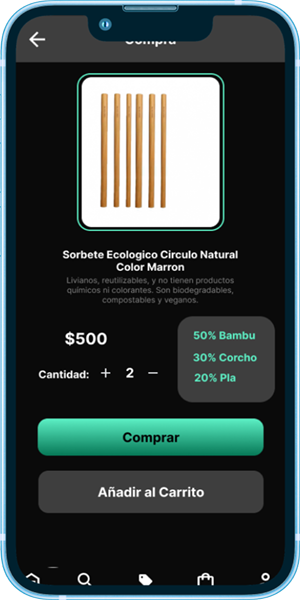 Compra
Sorbete Ecologico Circulo Natural
Color Marron
Livianos, reutilizables, y no tienen productos
químicos ni colorantes. Son biodegradables,
compostables y veganos.
$500
Cantidad: + 2 −
50% Bambu
30% Corcho
20% Pla
Comprar
Añadir al Carrito